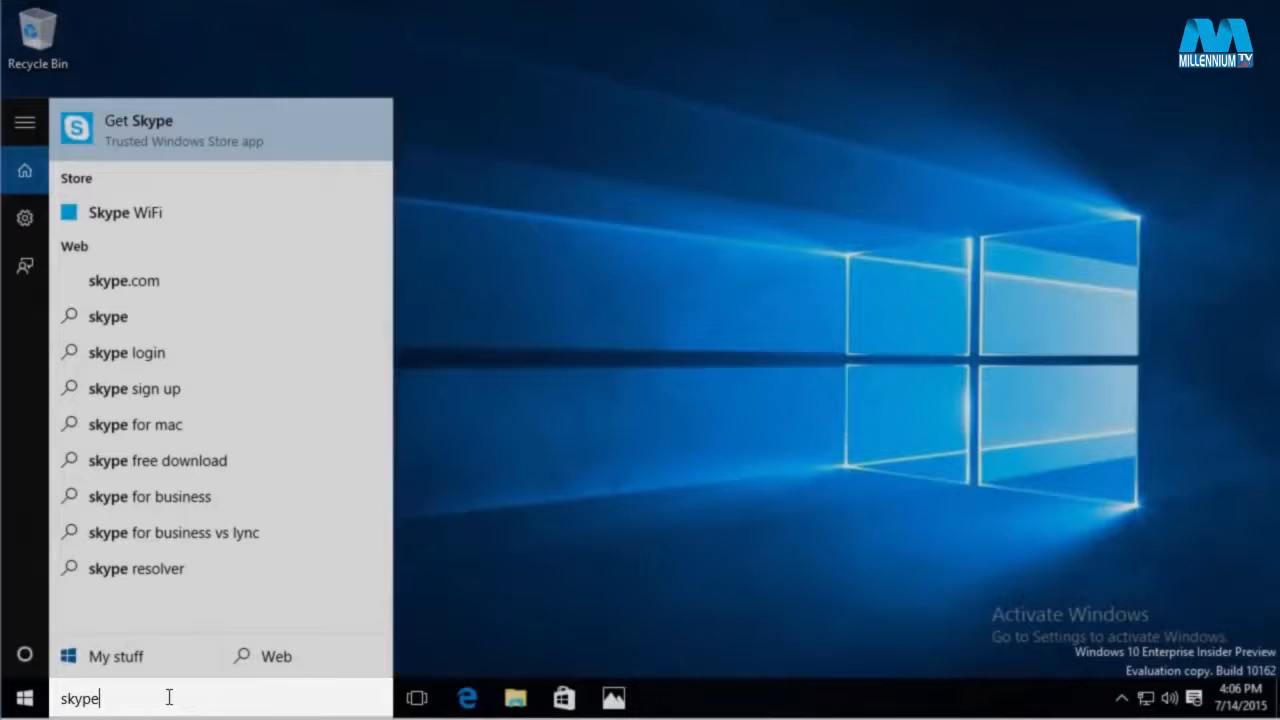 MILLENNIUM TV
Recycle Bin
Get Skype
Trusted Windows Store app
Store
Skype WiFi
Web
skype.com
skype
skype login
skype sign up
skype for mac
skype free download
skype for business
skype for business vs lync
skype resolver
My stuff
Web
skype
Activate Windows
Go to Settings to activate Windows.
Windows 10 Enterprise Insider Preview
Evaluation copy. Build 10162
4:06 PM
7/14/2015